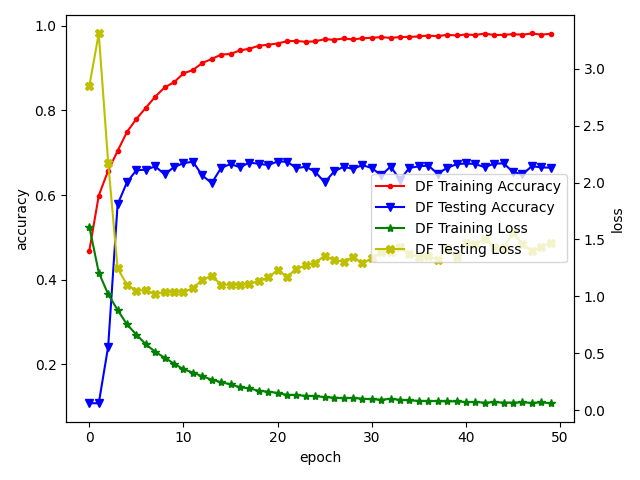 1.0
0.8
0.6
0.4
0.2
accuracy
3.0
2.5
2.0
1.5
1.0
0.5
0.0
loss
DF Training Accuracy
DF Testing Accuracy
DF Training Loss
DF Testing Loss
0 10 20 30 40 50
epoch